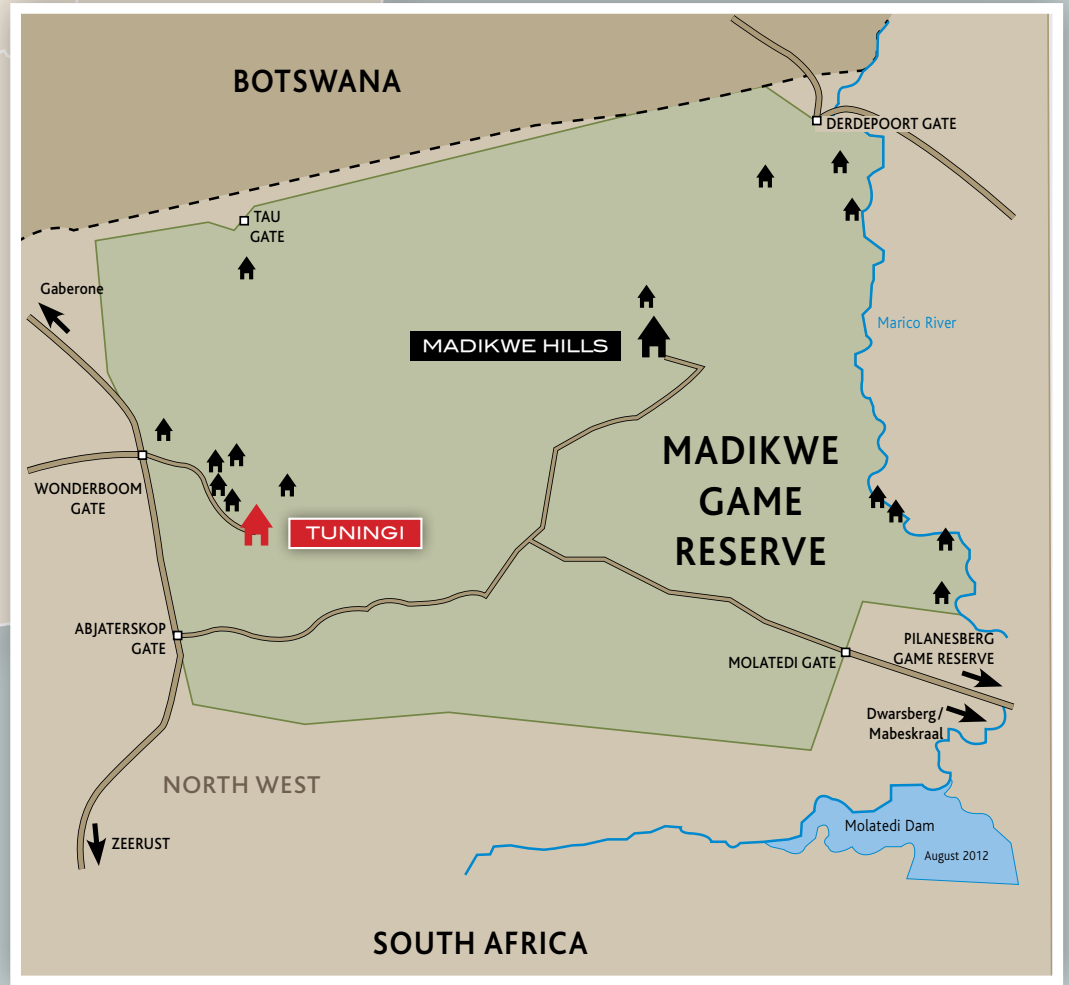 BOTSWANA
DERDEPOORT GATE
TAU
GATE
Gaberone
Marico River
MADIKWE HILLS
MADIKWE
GAME
RESERVE
WONDERBOOM
GATE
TUNINGI
ABJATERSKOP
GATE
PILANESBERG
GAME RESERVE
MOLATEDI GATE
Dwarsberg/
Mabeskraal
NORTH WEST
ZEERUST
Molatedi Dam
August 2012
SOUTH AFRICA